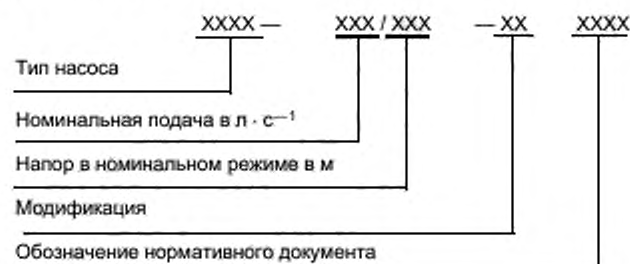 XXXX — XXX / XXX — XX XXXX
Тип насоса
Номинальная подача в л · с—1
Напор в номинальном режиме в м
Модификация
Обозначение нормативного документа